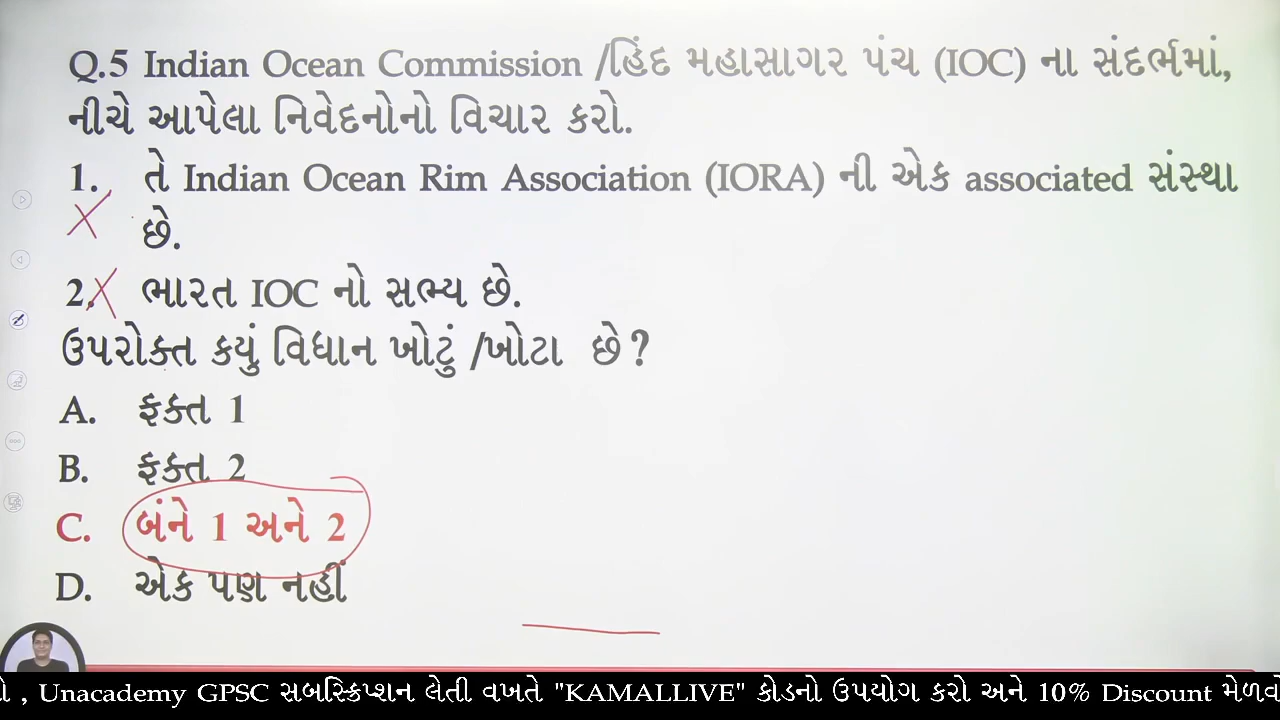 Q.5 Indian Ocean Commission /હિંદ મહાસાગર પંચ (IOC) ના સંદર્ભમાં,
નીચે આપેલા નિવેદનોનો વિચાર કરો.
1. તે Indian Ocean Rim Association (IORA) ની એક associated સંસ્થા
છે.
2. ભારત IOC નો સભ્ય છે.
ઉપરોક્ત કયું વિધાન ખોટું /ખોટા છે?
A. ફક્ત 1
B. ફક્ત 2
C. બંને 1 અને 2
D. એક પણ નહીં
, Unacademy GPSC સબસ્ક્રિપ્શન લેતી વખતે "KAMALLIVE" કોડનો ઉપયોગ કરો અને 10% Discount મેળવો